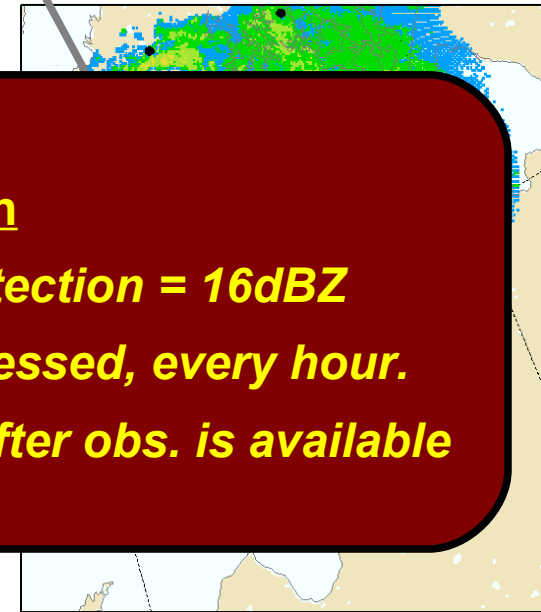 n
tection = 16dBZ
essed, every hour.
fter obs. is available